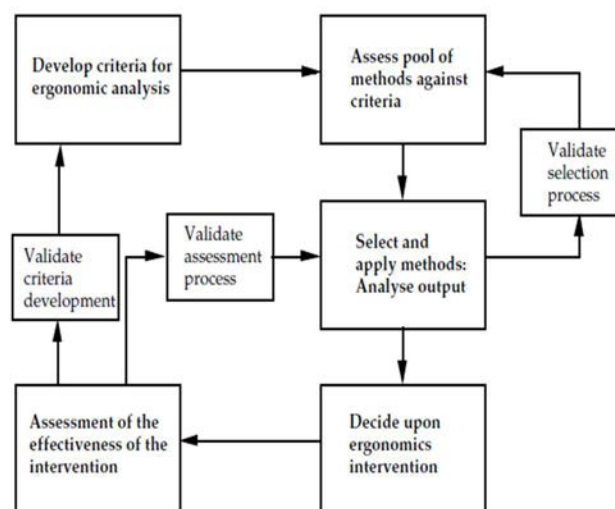 Develop criteria for
ergonomic analysis
Assess pool of
methods against
criteria
Validate
selection
process
Validate
assessment
process
Select and
apply methods:
Analyse output
Validate
criteria
development
Assessment of the
effectiveness of the
intervention
Decide upon
ergonomics
intervention